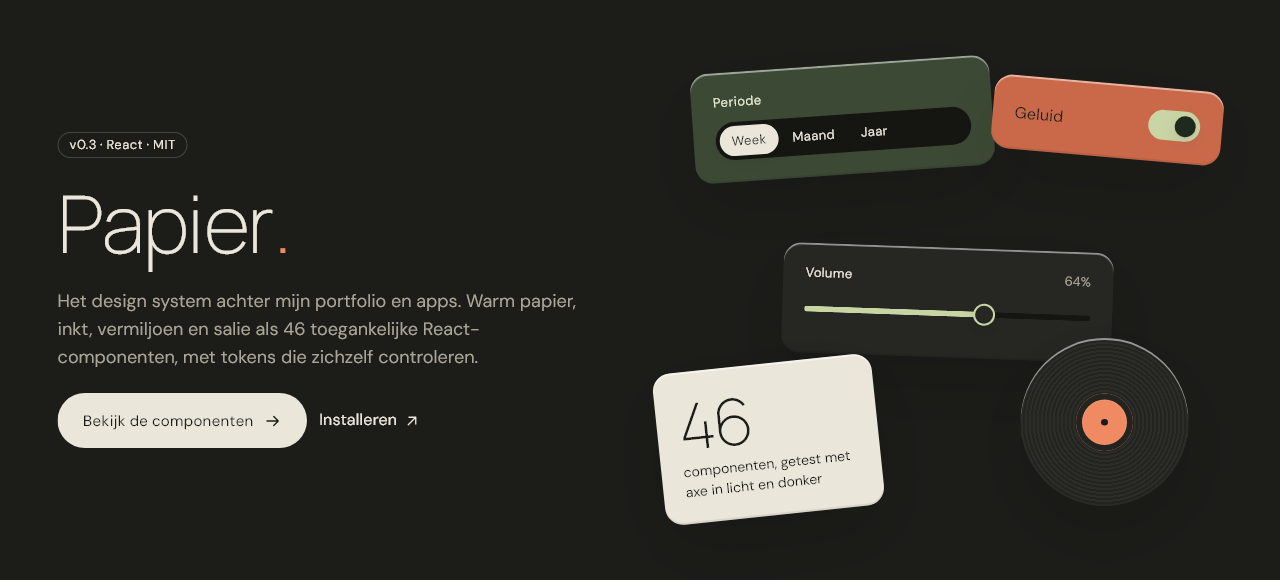 v0.3 · React · MIT
Papier.
Het design system achter mijn portfolio en apps. Warm papier,
inkt, vermiljoen en salie als 46 toegankelijke React-
componenten, met tokens die zichzelf controleren.
Bekijk de componenten →
Installeren ↗
Periode
Week Maand Jaar
Geluid
Volume 64%
46
componenten, getest met
axe in licht en donker